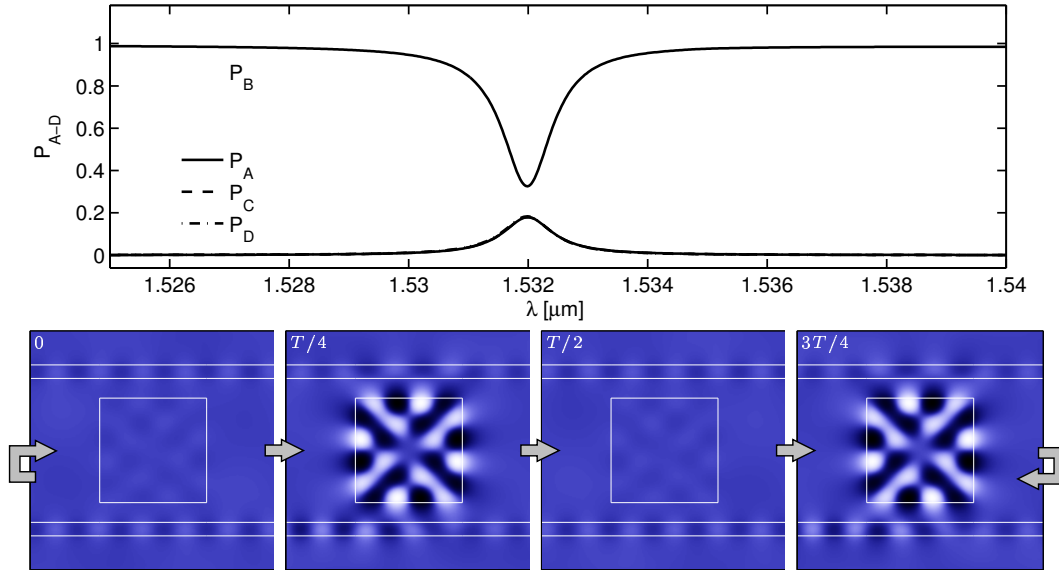 1
0.8
0.6
0.4
0.2
0
P_{A-D}
P_B
P_A
P_C
P_D
1.526 1.528 1.53 1.532 1.534 1.536 1.538 1.54
λ [μm]
0 T/4 T/2 3T/4